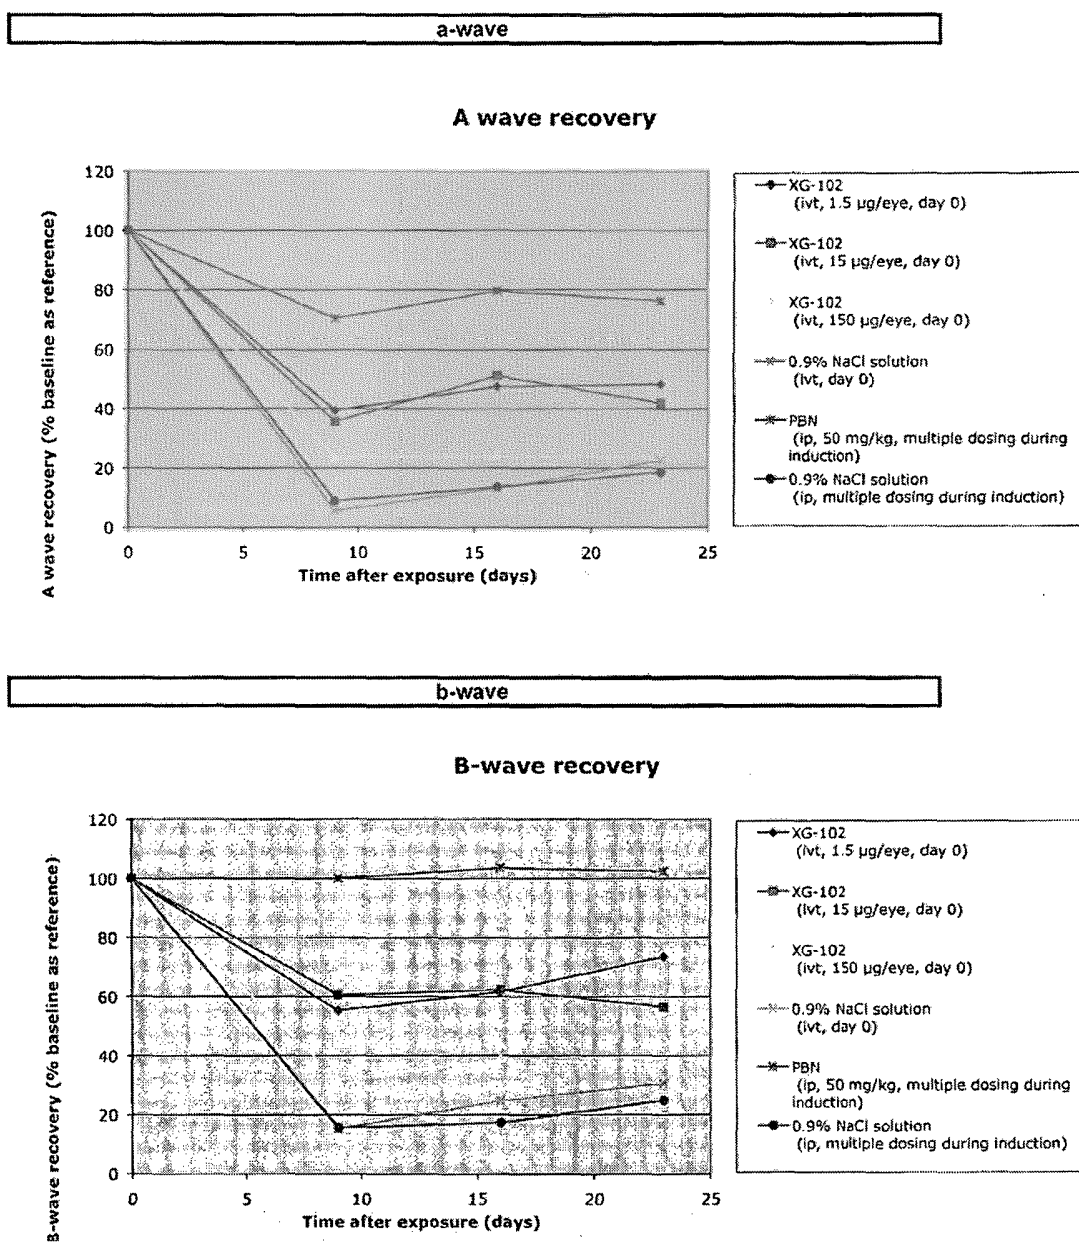 a-wave
A wave recovery
A wave recovery (% baseline as reference)
120
100
80
60
40
20
0
0 5 10 15 20 25
Time after exposure (days)
XG-102
(ivt, 1.5 µg/eye, day 0)
XG-102
(ivt, 15 µg/eye, day 0)
XG-102
(ivt, 150 µg/eye, day 0)
0.9% NaCl solution
(ivt, day 0)
PBN
(ip, 50 mg/kg, multiple dosing during
induction)
0.9% NaCl solution
(ip, multiple dosing during induction)
b-wave
B-wave recovery
B-wave recovery (% baseline as reference)
120
100
80
60
40
20
0
0 5 10 15 20 25
Time after exposure (days)
XG-102
(ivt, 1.5 µg/eye, day 0)
XG-102
(ivt, 15 µg/eye, day 0)
XG-102
(ivt, 150 µg/eye, day 0)
0.9% NaCl solution
(ivt, day 0)
PBN
(ip, 50 mg/kg, multiple dosing during
induction)
0.9% NaCl solution
(ip, multiple dosing during induction)